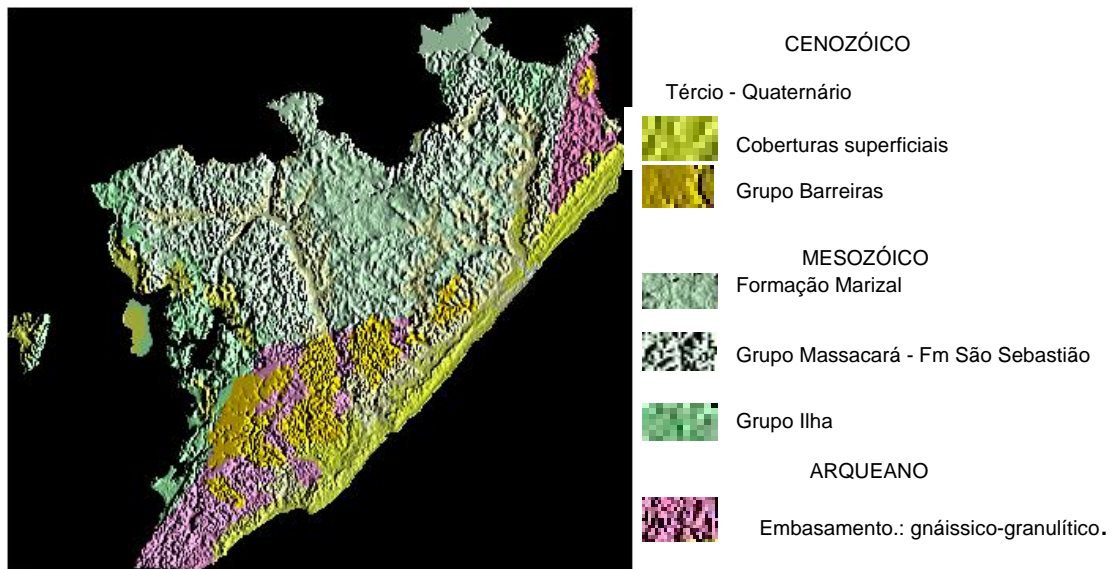 CENOZÓICO
Tércio - Quaternário
Coberturas superficiais
Grupo Barreiras
MESOZÓICO
Formação Marizal
Grupo Massacará - Fm São Sebastião
Grupo Ilha
ARQUEANO
Embasamento.: gnáissico-granulítico.